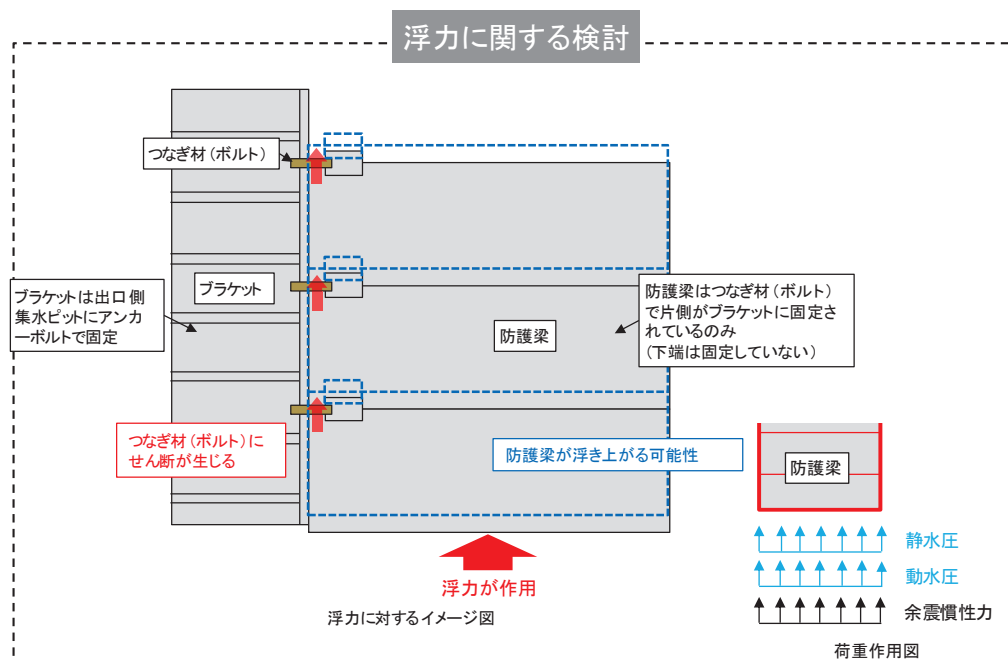 浮力に関する検討
つなぎ材(ボルト)
ブラケット
ブラケットは出口側
集水ピットにアンカ
ーボルトで固定
防護梁はつなぎ材(ボルト)
で片側がブラケットに固定さ
れているのみ
(下端は固定していない)
防護梁
つなぎ材(ボルト)に
せん断が生じる
防護梁が浮き上がる可能性
防護梁
静水圧
動水圧
余震慣性力
浮力が作用
浮力に対するイメージ図
荷重作用図